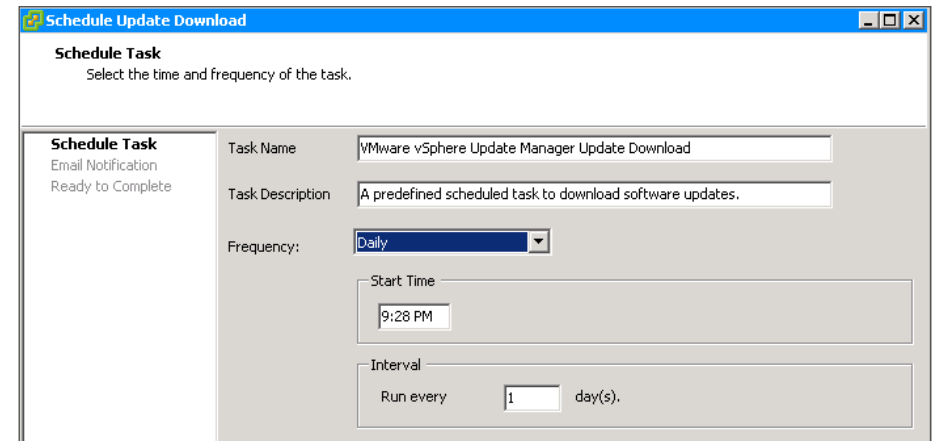 Schedule Update Download
Schedule Task
Select the time and frequency of the task.
Schedule Task
Email Notification
Ready to Complete
Task Name
VMware vSphere Update Manager Update Download
Task Description
A predefined scheduled task to download software updates.
Frequency:
Daily
Start Time
9:28 PM
Interval
Run every 1 day(s).